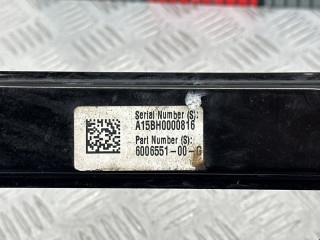 Serial Number (S):
A15BH0000816
Part Number (S):
6006551-00-G